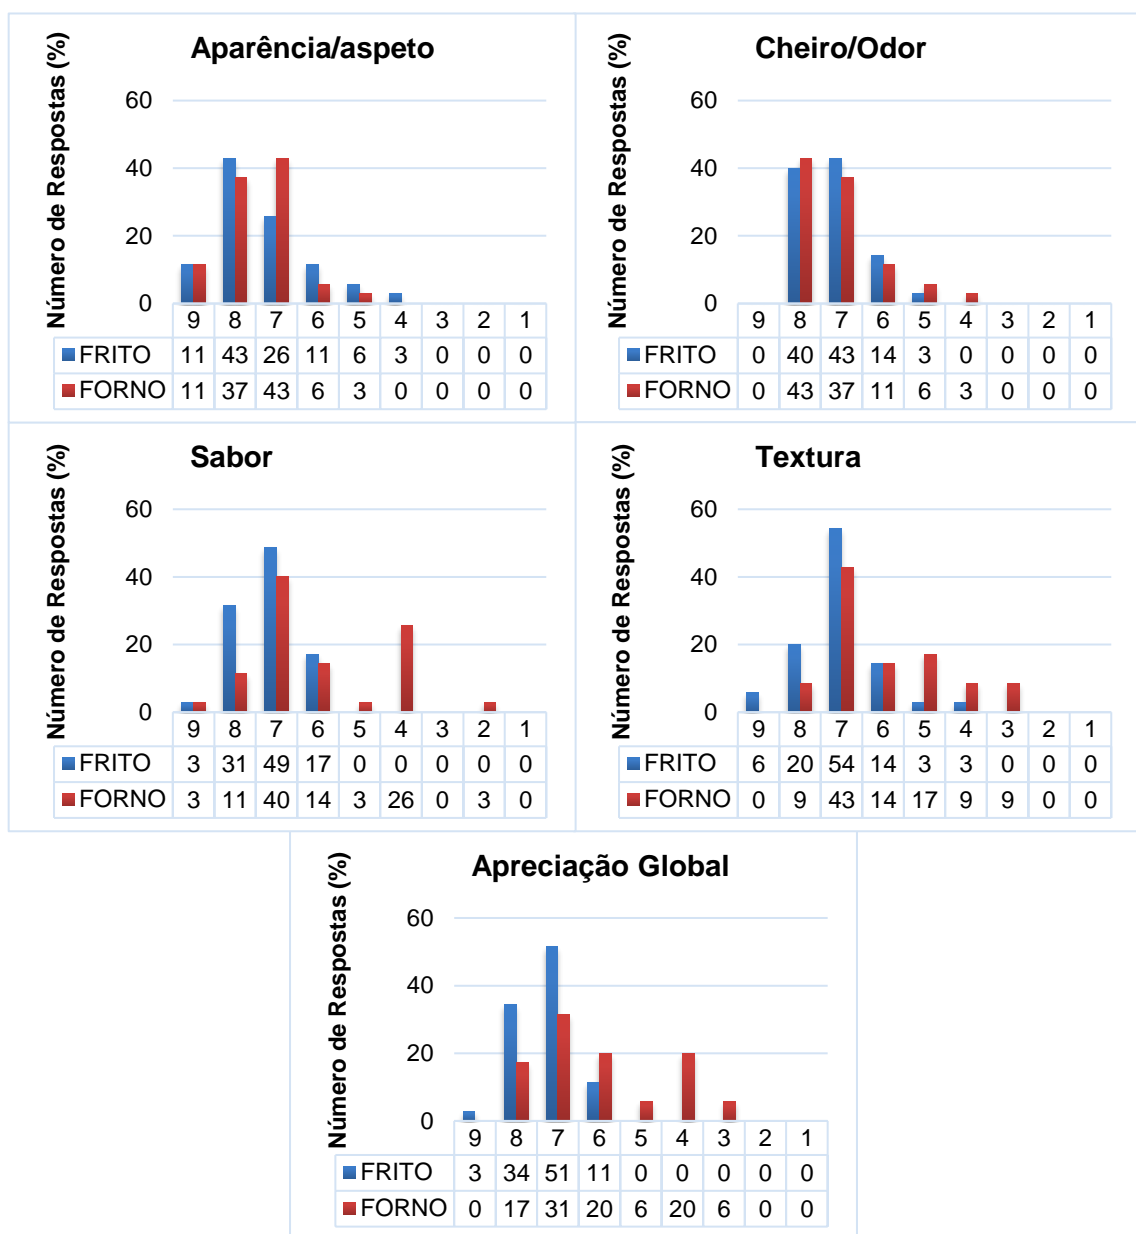 Aparência/aspeto
Número de Respostas (%)
60
40
20
0
9 8 7 6 5 4 3 2 1
FRITO 11 43 26 11 6 3 0 0 0
FORNO 11 37 43 6 3 0 0 0 0
Cheiro/Odor
Número de Respostas (%)
60
40
20
0
9 8 7 6 5 4 3 2 1
FRITO 0 40 43 14 3 0 0 0 0
FORNO 0 43 37 11 6 3 0 0 0
Sabor
Número de Respostas (%)
60
40
20
0
9 8 7 6 5 4 3 2 1
FRITO 3 31 49 17 0 0 0 0 0
FORNO 3 11 40 14 3 26 0 3 0
Textura
Número de Respostas (%)
60
40
20
0
9 8 7 6 5 4 3 2 1
FRITO 6 20 54 14 3 3 0 0 0
FORNO 0 9 43 14 17 9 9 0 0
Apreciação Global
Número de Respostas (%)
60
40
20
0
9 8 7 6 5 4 3 2 1
FRITO 3 34 51 11 0 0 0 0 0
FORNO 0 17 31 20 6 20 6 0 0